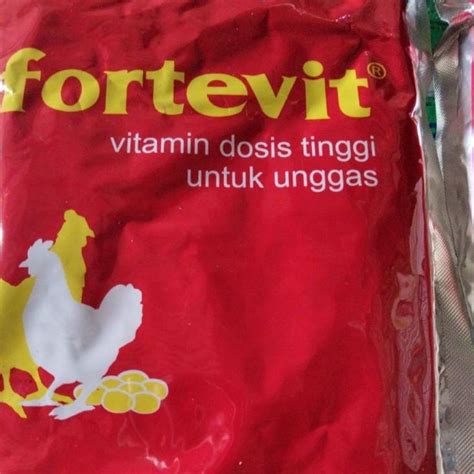 fortevit®
vitamin dosis tinggi
untuk unggas